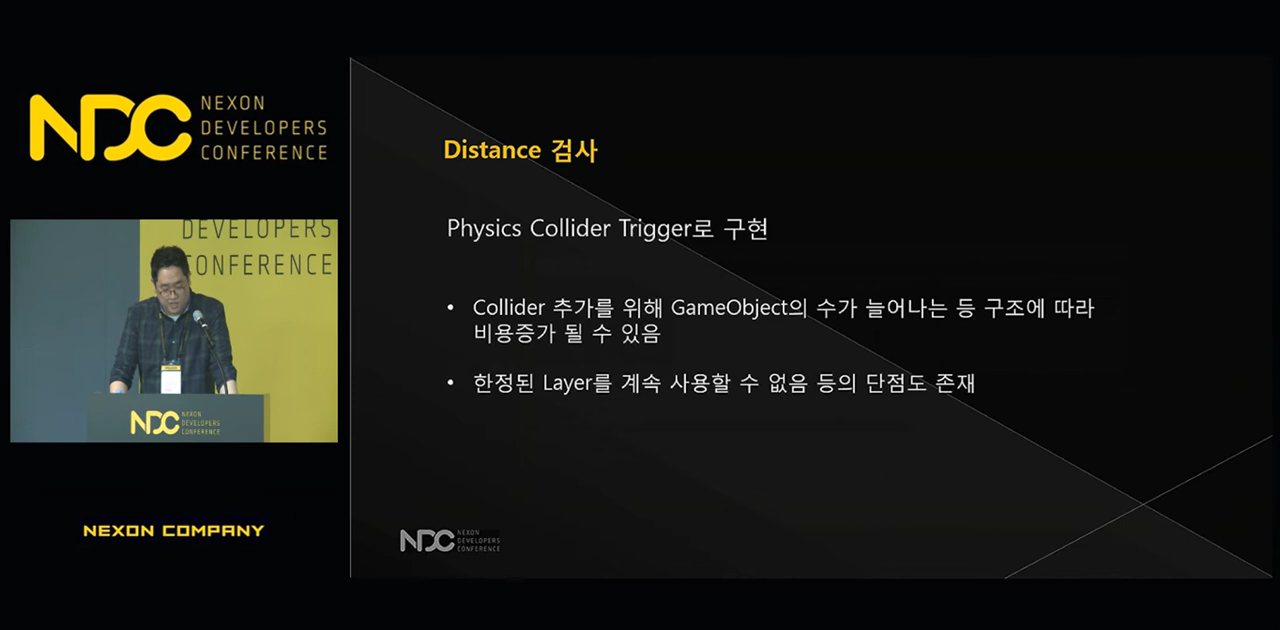 NDC
NEXON
DEVELOPERS
CONFERENCE
Distance 검사
Physics Collider Trigger로 구현
• Collider 추가를 위해 GameObject의 수가 늘어나는 등 구조에 따라
비용증가 될 수 있음
• 한정된 Layer를 계속 사용할 수 없음 등의 단점도 존재
DEVELOPERS
CONFERENCE
NDC
NEXON
DEVELOPERS
CONFERENCE
NEXON COMPANY
NDC
NEXON
DEVELOPERS
CONFERENCE